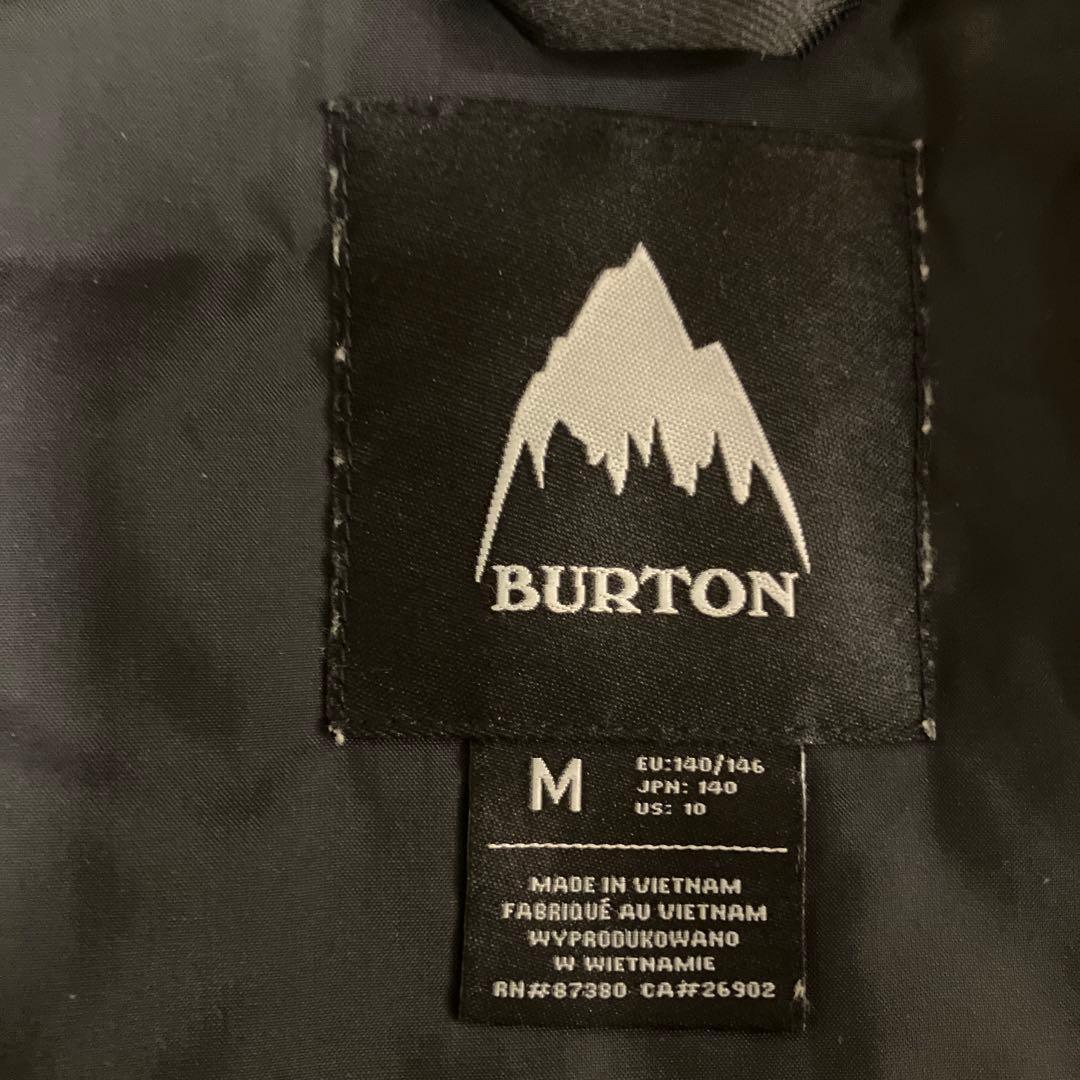 BURTON
M
EU:140/146
JPN: 140
US: 10
MADE IN VIETNAM
FABRIQUÉ AU VIETNAM
WYPRODUKOWANO
W WIETNAMIE
RN#87380 CA#26902